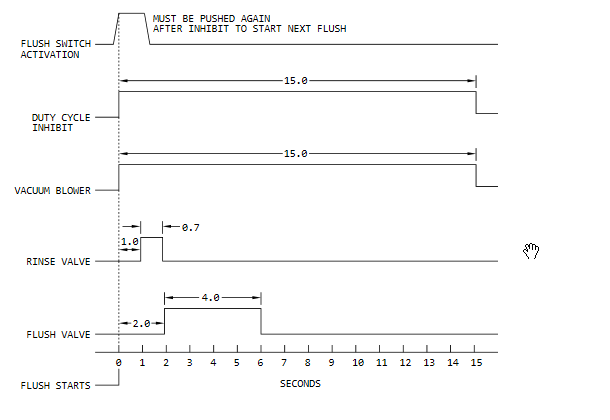 MUST BE PUSHED AGAIN
AFTER INHIBIT TO START NEXT FLUSH
FLUSH SWITCH
ACTIVATION
15.0
DUTY CYCLE
INHIBIT
15.0
VACUUM BLOWER
0.7
1.0
RINSE VALVE
4.0
2.0
FLUSH VALVE
0 1 2 3 4 5 6 7 8 9 10 11 12 13 14 15
FLUSH STARTS
SECONDS